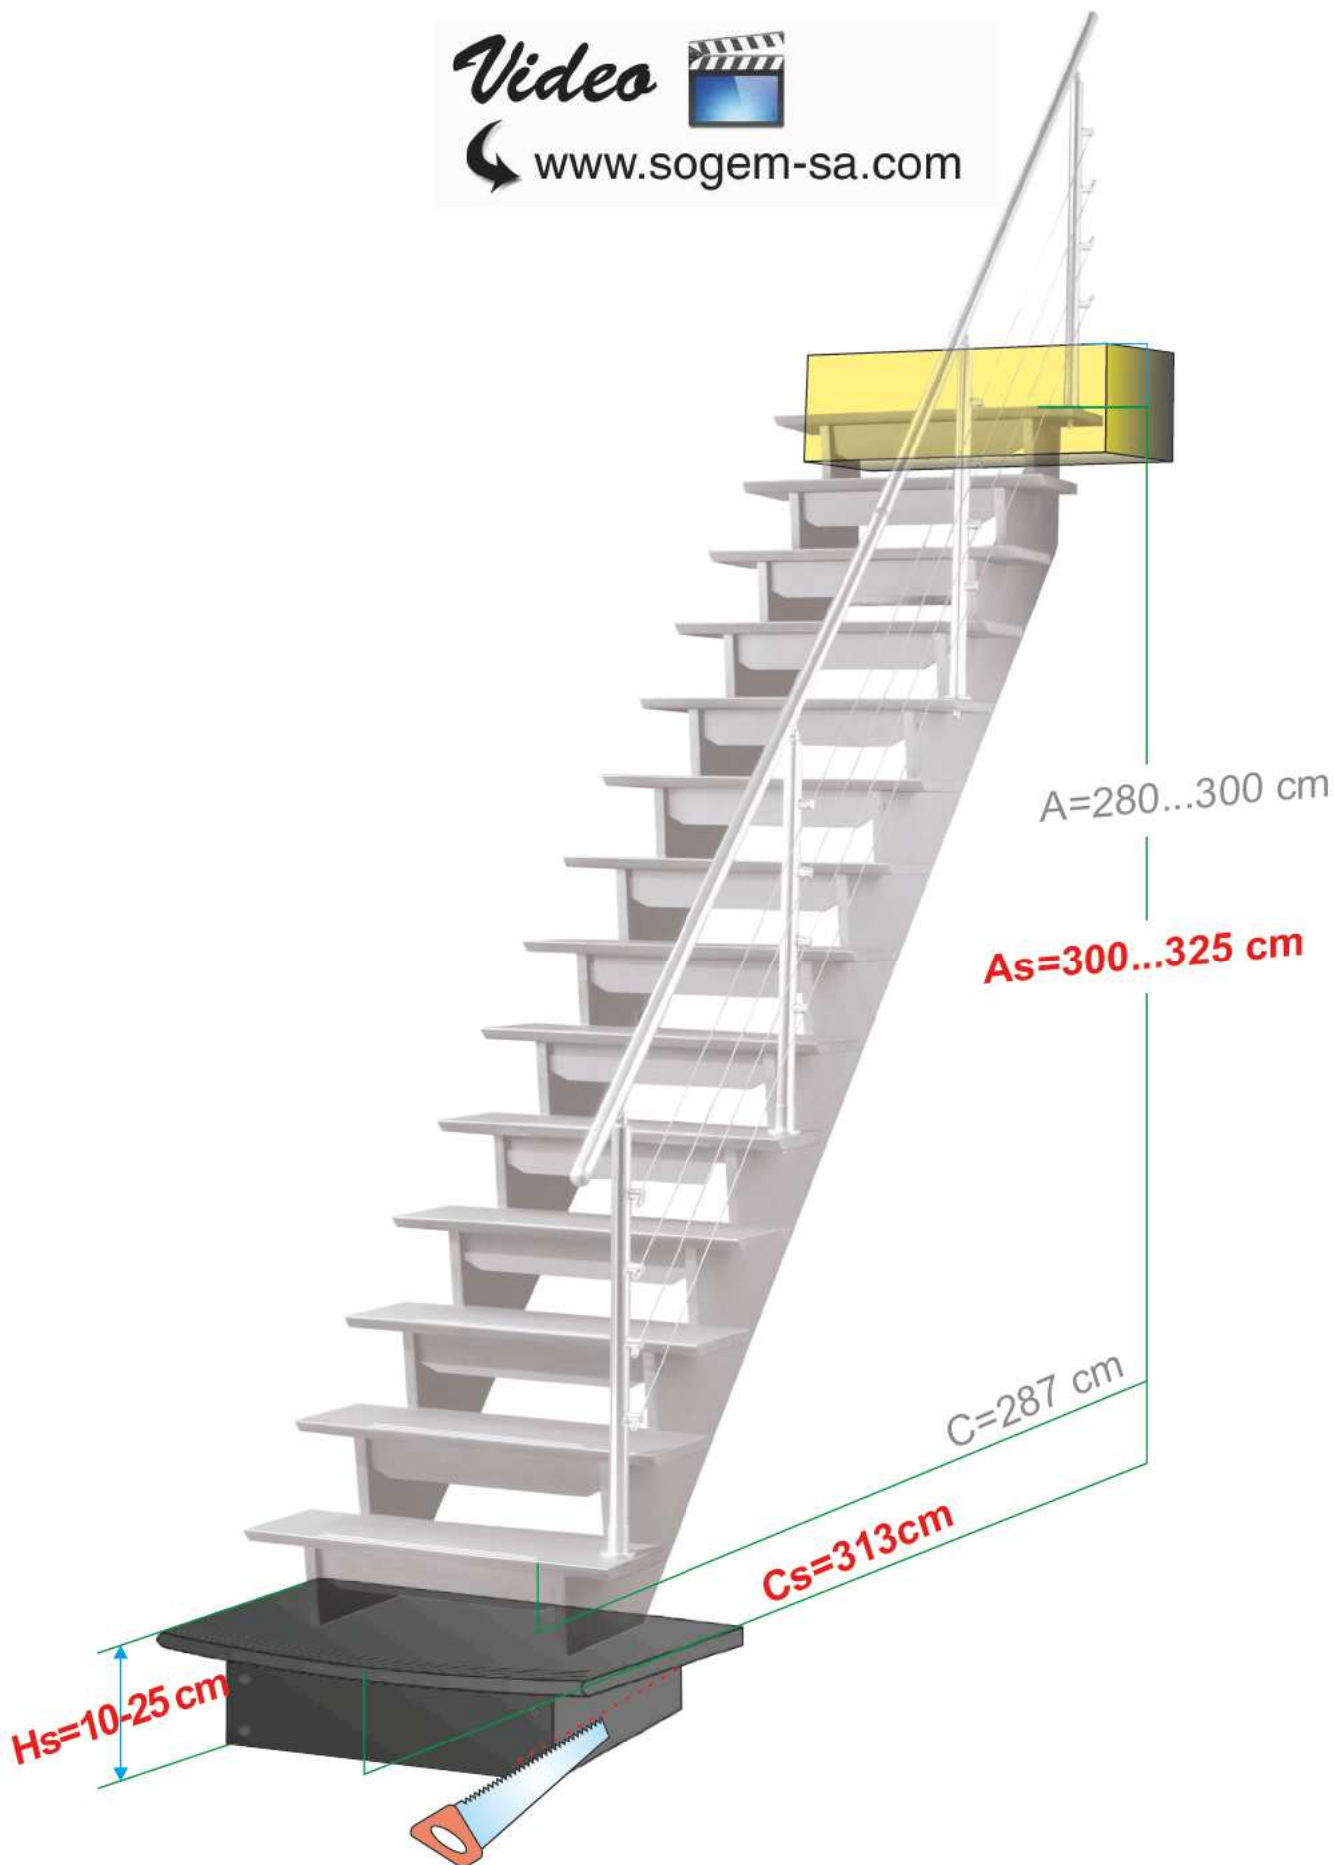 Video
www.sogem-sa.com
A=280...300 cm
As=300...325 cm
C=287 cm
Cs=313cm
Hs=10-25 cm